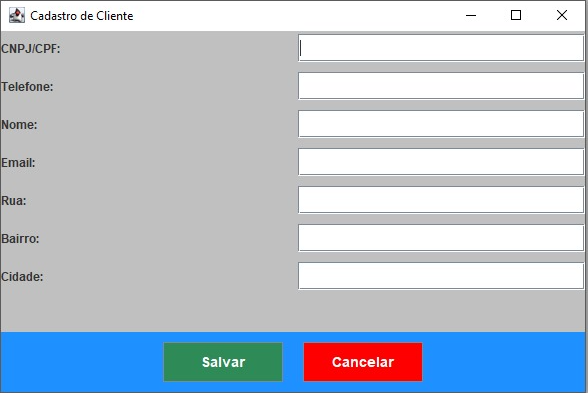 Cadastro de Cliente
CNPJ/CPF:
Telefone:
Nome:
Email:
Rua:
Bairro:
Cidade:
Salvar
Cancelar